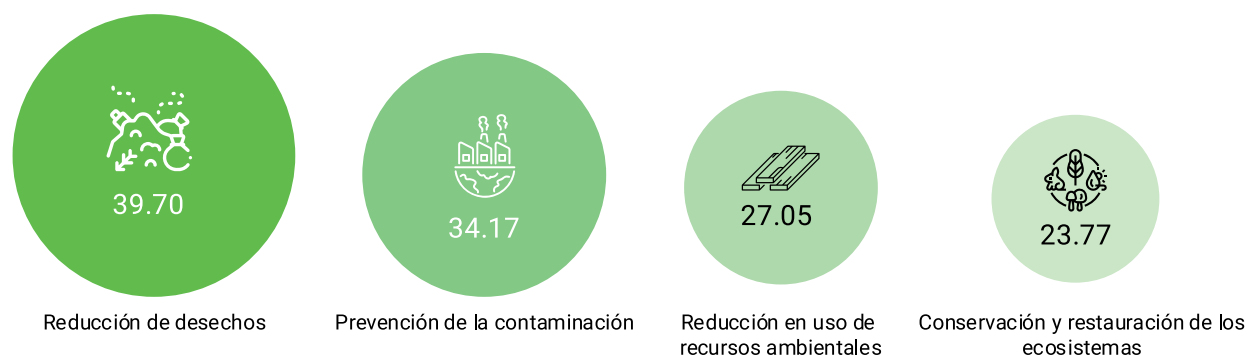 39.70
34.17
27.05
23.77
Reducción de desechos
Prevención de la contaminación
Reducción en uso de
recursos ambientales
Conservación y restauración de los
ecosistemas